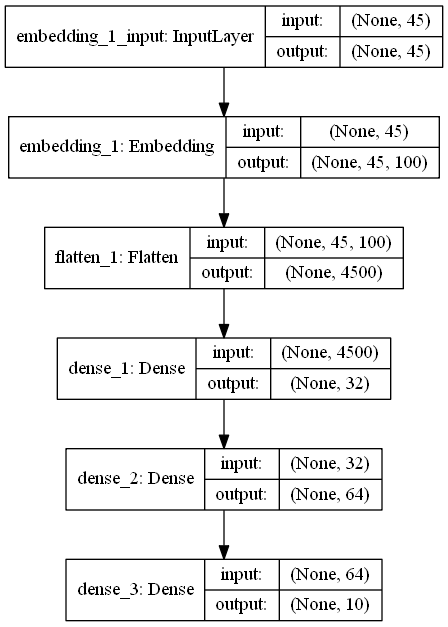 embedding_1_input: InputLayer
input: (None, 45)
output: (None, 45)
embedding_1: Embedding
input: (None, 45)
output: (None, 45, 100)
flatten_1: Flatten
input: (None, 45, 100)
output: (None, 4500)
dense_1: Dense
input: (None, 4500)
output: (None, 32)
dense_2: Dense
input: (None, 32)
output: (None, 64)
dense_3: Dense
input: (None, 64)
output: (None, 10)